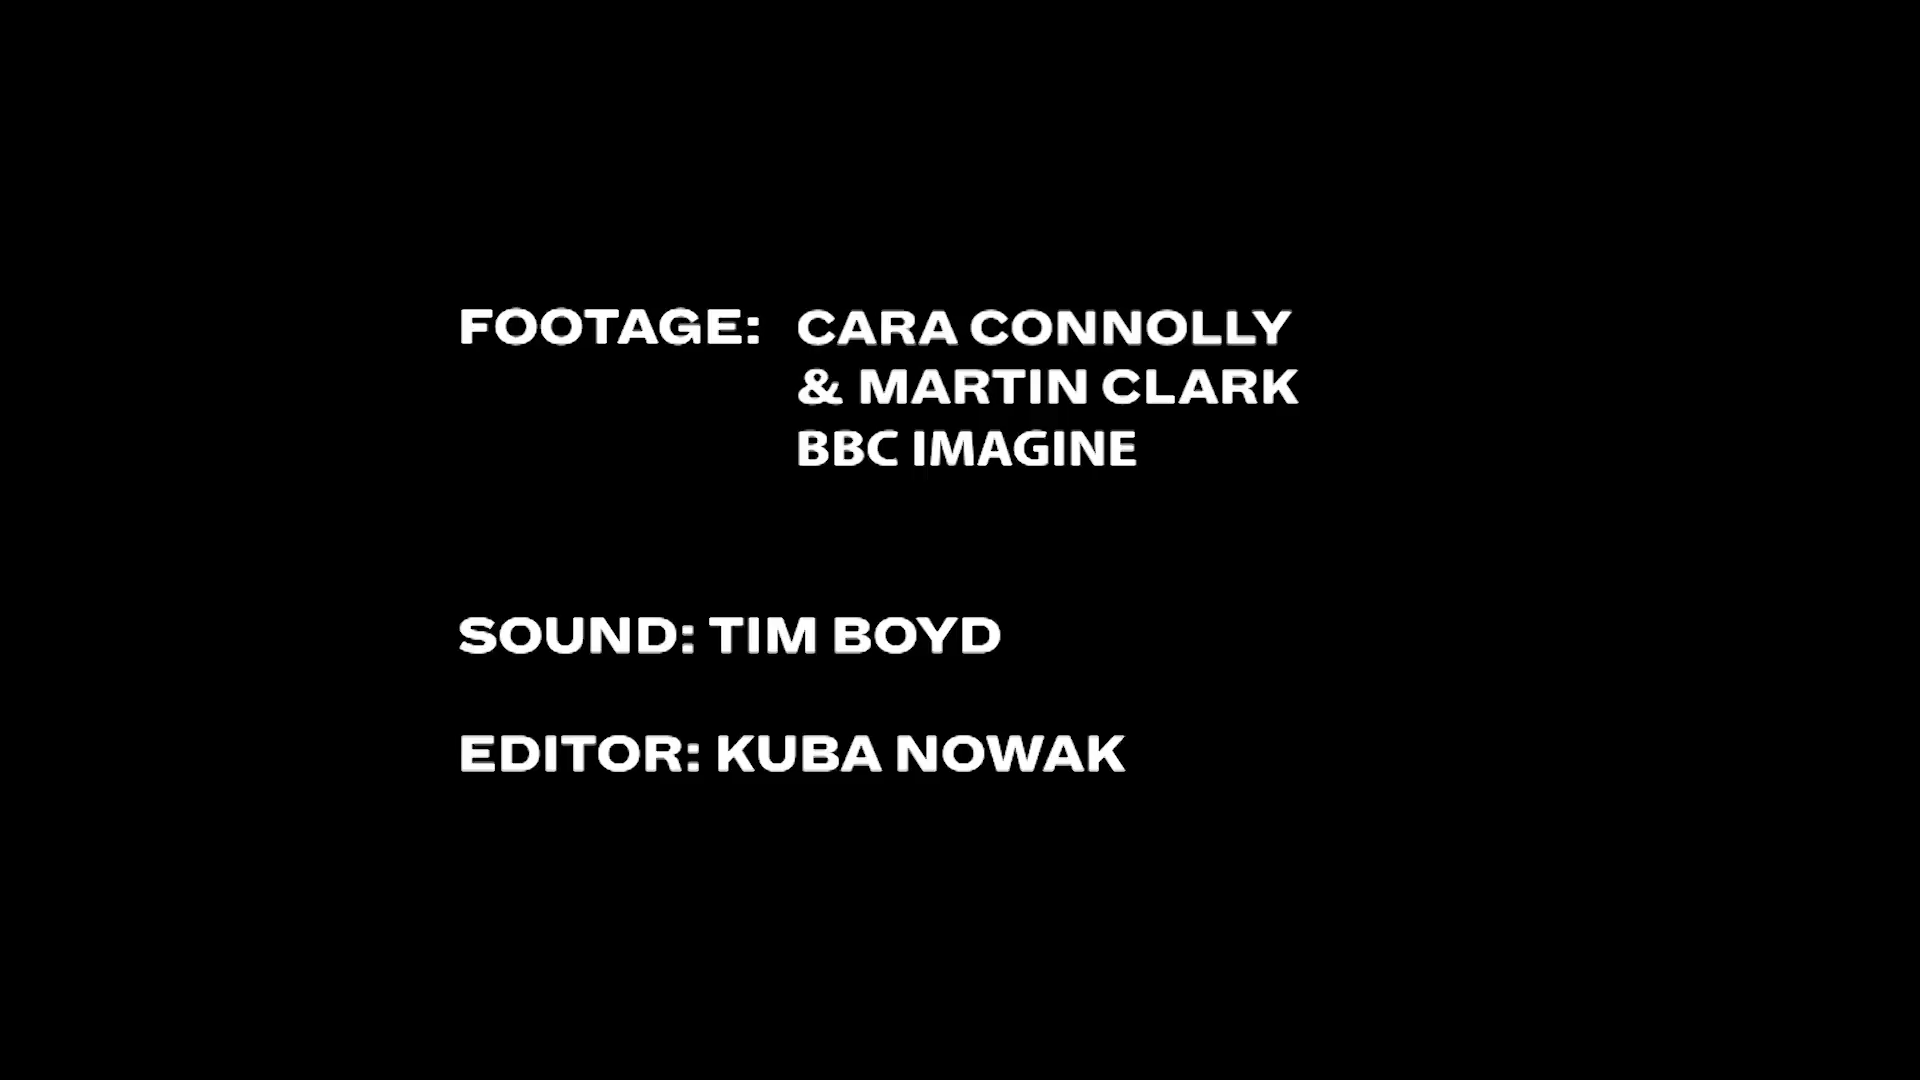 FOOTAGE: CARA CONNOLLY
& MARTIN CLARK
BBC IMAGINE
SOUND: TIM BOYD
EDITOR: KUBA NOWAK